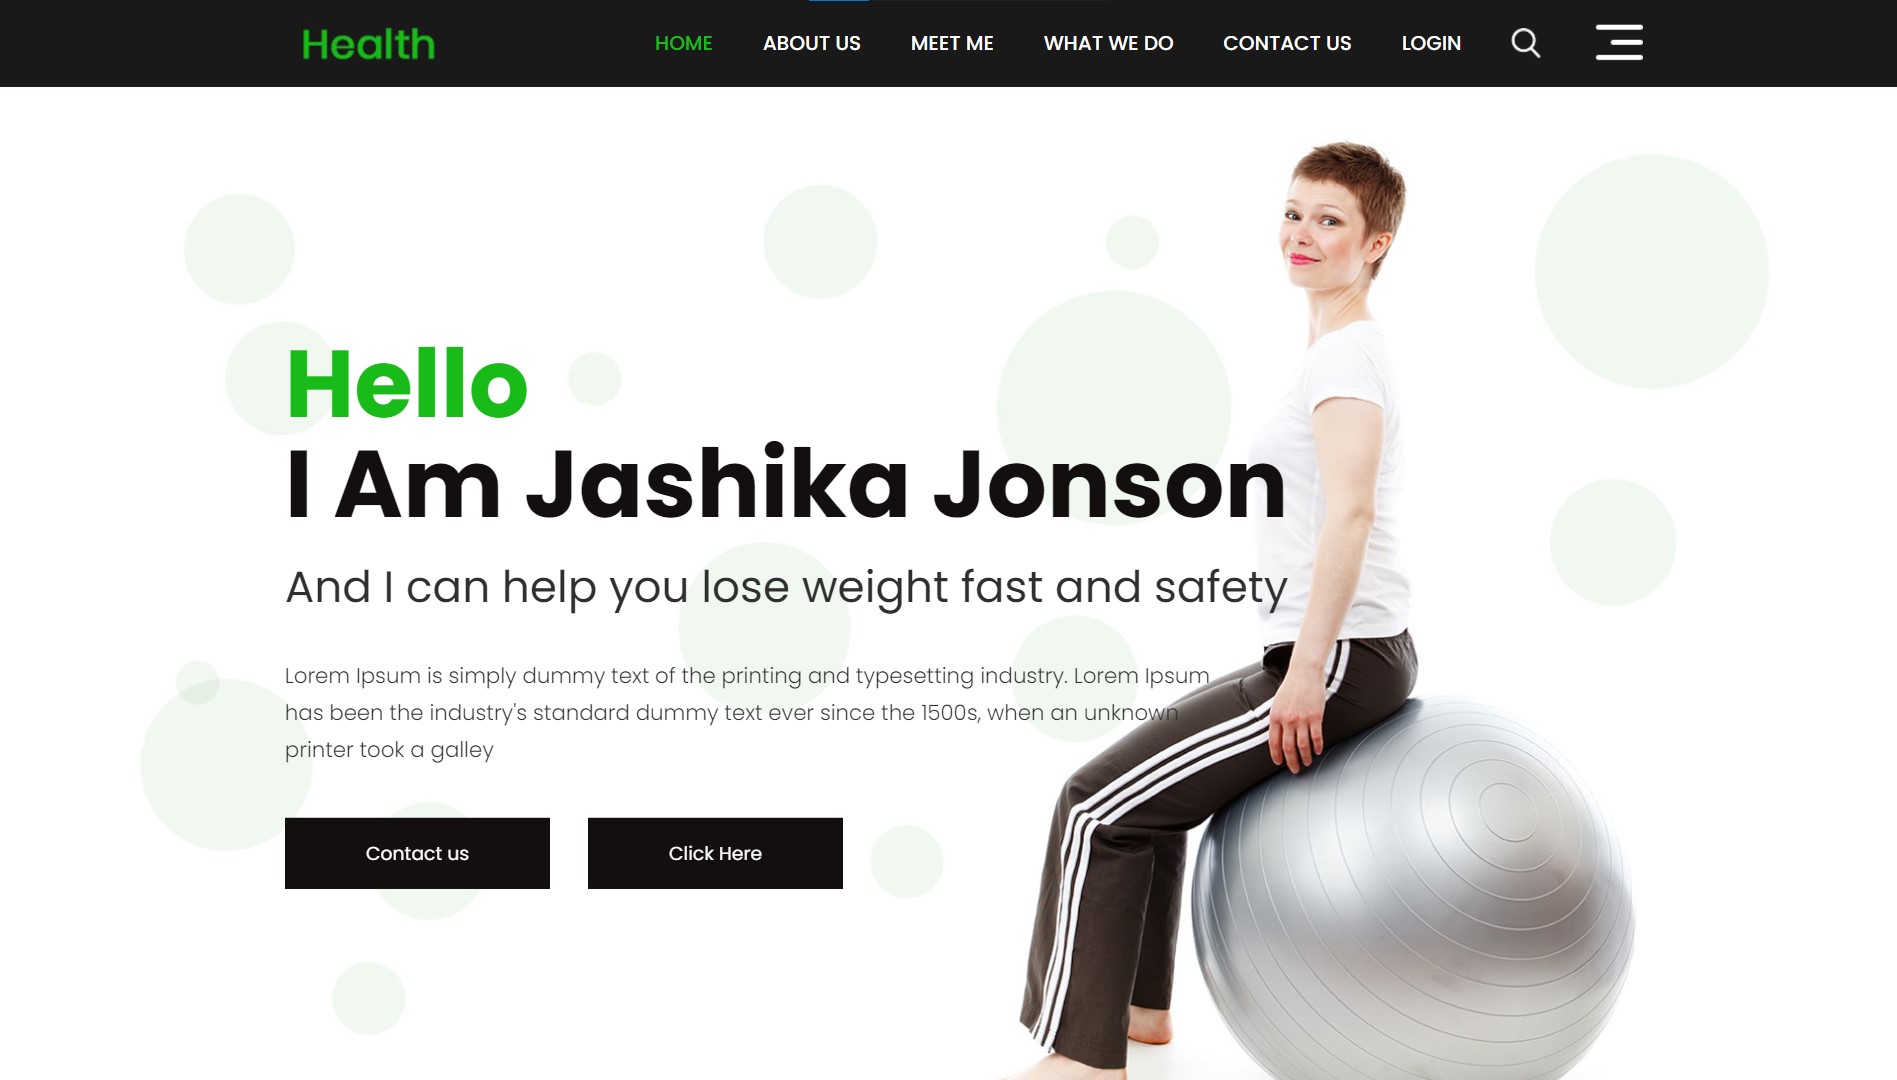 Health
HOME ABOUT US MEET ME WHAT WE DO CONTACT US LOGIN
Hello
I Am Jashika Jonson
And I can help you lose weight fast and safety
Lorem Ipsum is simply dummy text of the printing and typesetting industry. Lorem Ipsum
has been the industry's standard dummy text ever since the 1500s, when an unknown
printer took a galley
Contact us
Click Here